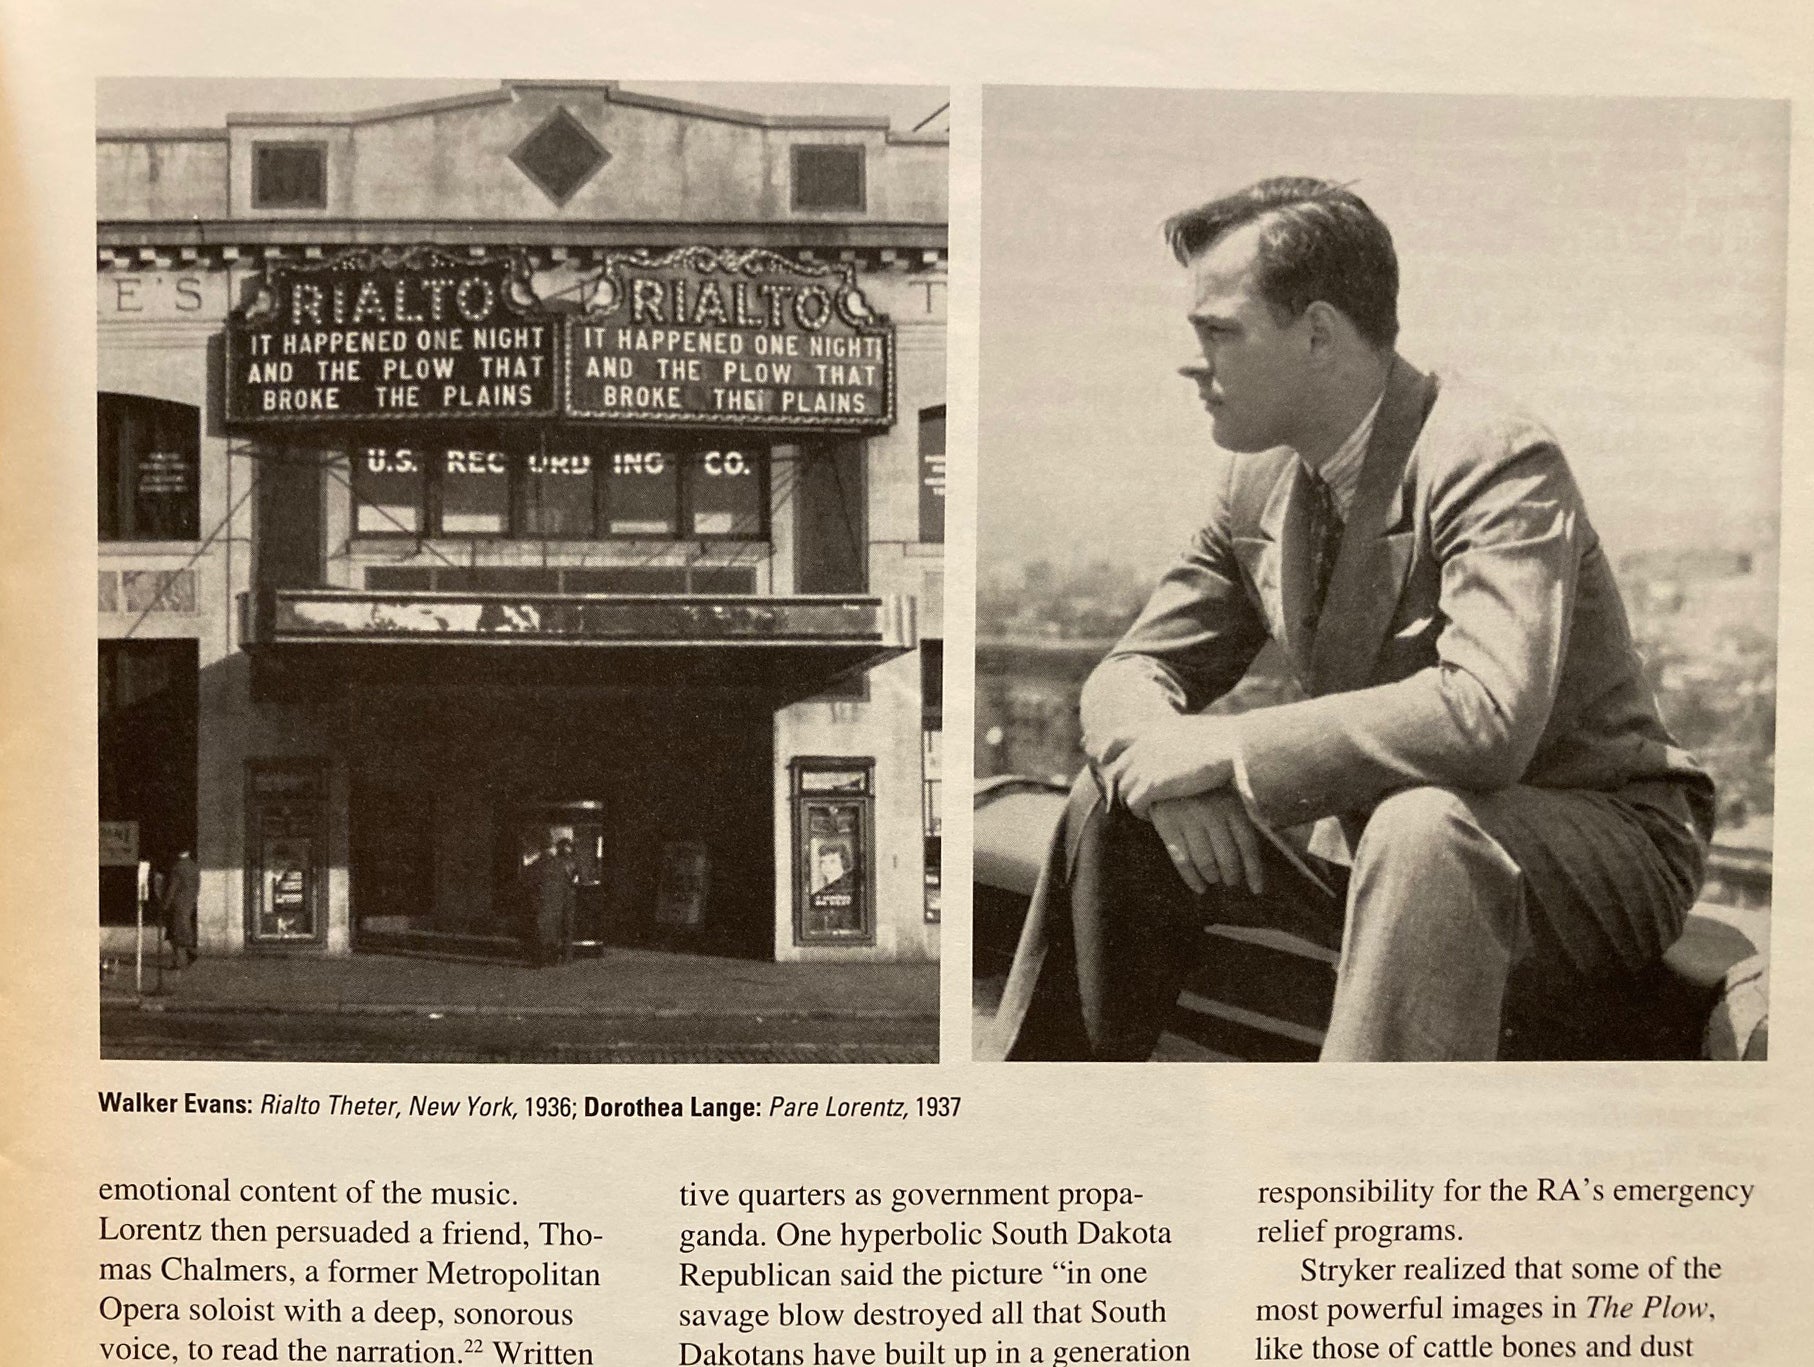 E'S
RIALTO
IT HAPPENED ONE NIGHT
AND THE PLOW THAT
BROKE THE PLAINS
RIALTO
IT HAPPENED ONE NIGHT
AND THE PLOW THAT
BROKE THE PLAINS
T
U.S. RECORDING CO.
Walker Evans: Rialto Theter, New York, 1936; Dorothea Lange: Pare Lorentz, 1937
emotional content of the music.
Lorentz then persuaded a friend, Tho-
mas Chalmers, a former Metropolitan
Opera soloist with a deep, sonorous
voice, to read the narration.22 Written
tive quarters as government propa-
ganda. One hyperbolic South Dakota
Republican said the picture “in one
savage blow destroyed all that South
Dakotans have built up in a generation
responsibility for the RA’s emergency
relief programs.
Stryker realized that some of the
most powerful images in The Plow,
like those of cattle bones and dust